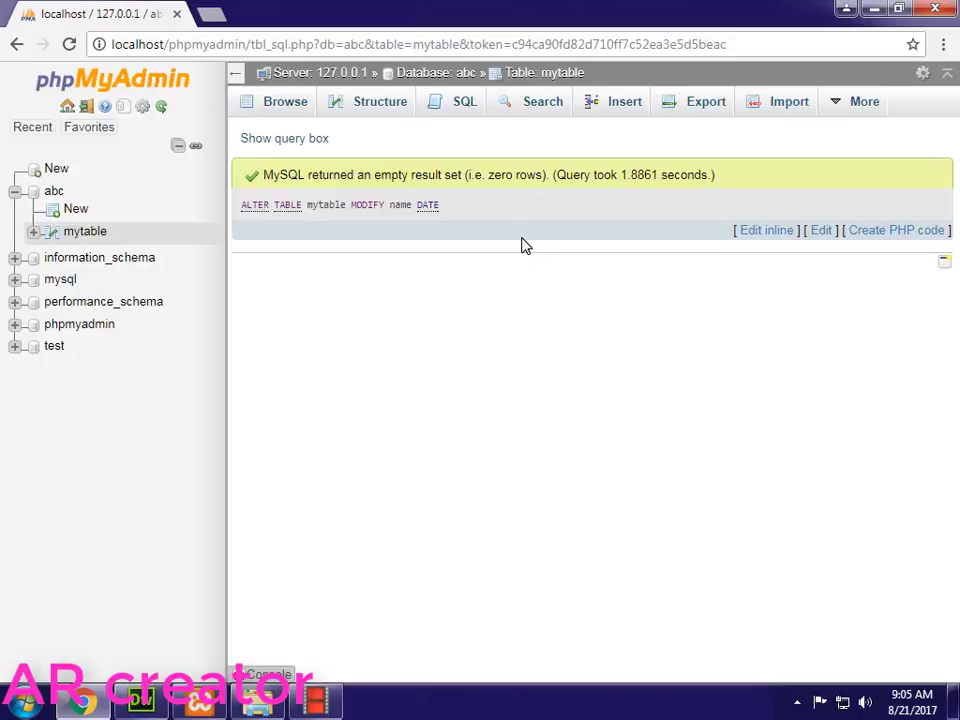 localhost / 127.0.0.1 / ab
localhost/phpmyadmin/tbl_sql.php?db=abc&table=mytable&token=c94ca90fd82d710ff7c52ea3e5d5beac
phpMyAdmin
Server: 127.0.0.1 » Database: abc » Table: mytable
Browse Structure SQL Search Insert Export Import More
Recent Favorites
Show query box
New
abc
New
mytable
information_schema
mysql
performance_schema
phpmyadmin
test
MySQL returned an empty result set (i.e. zero rows). (Query took 1.8861 seconds.)
ALTER TABLE mytable MODIFY name DATE
[ Edit inline ] [ Edit ] [ Create PHP code ]
Console
AR creator
9:05 AM
8/21/2017